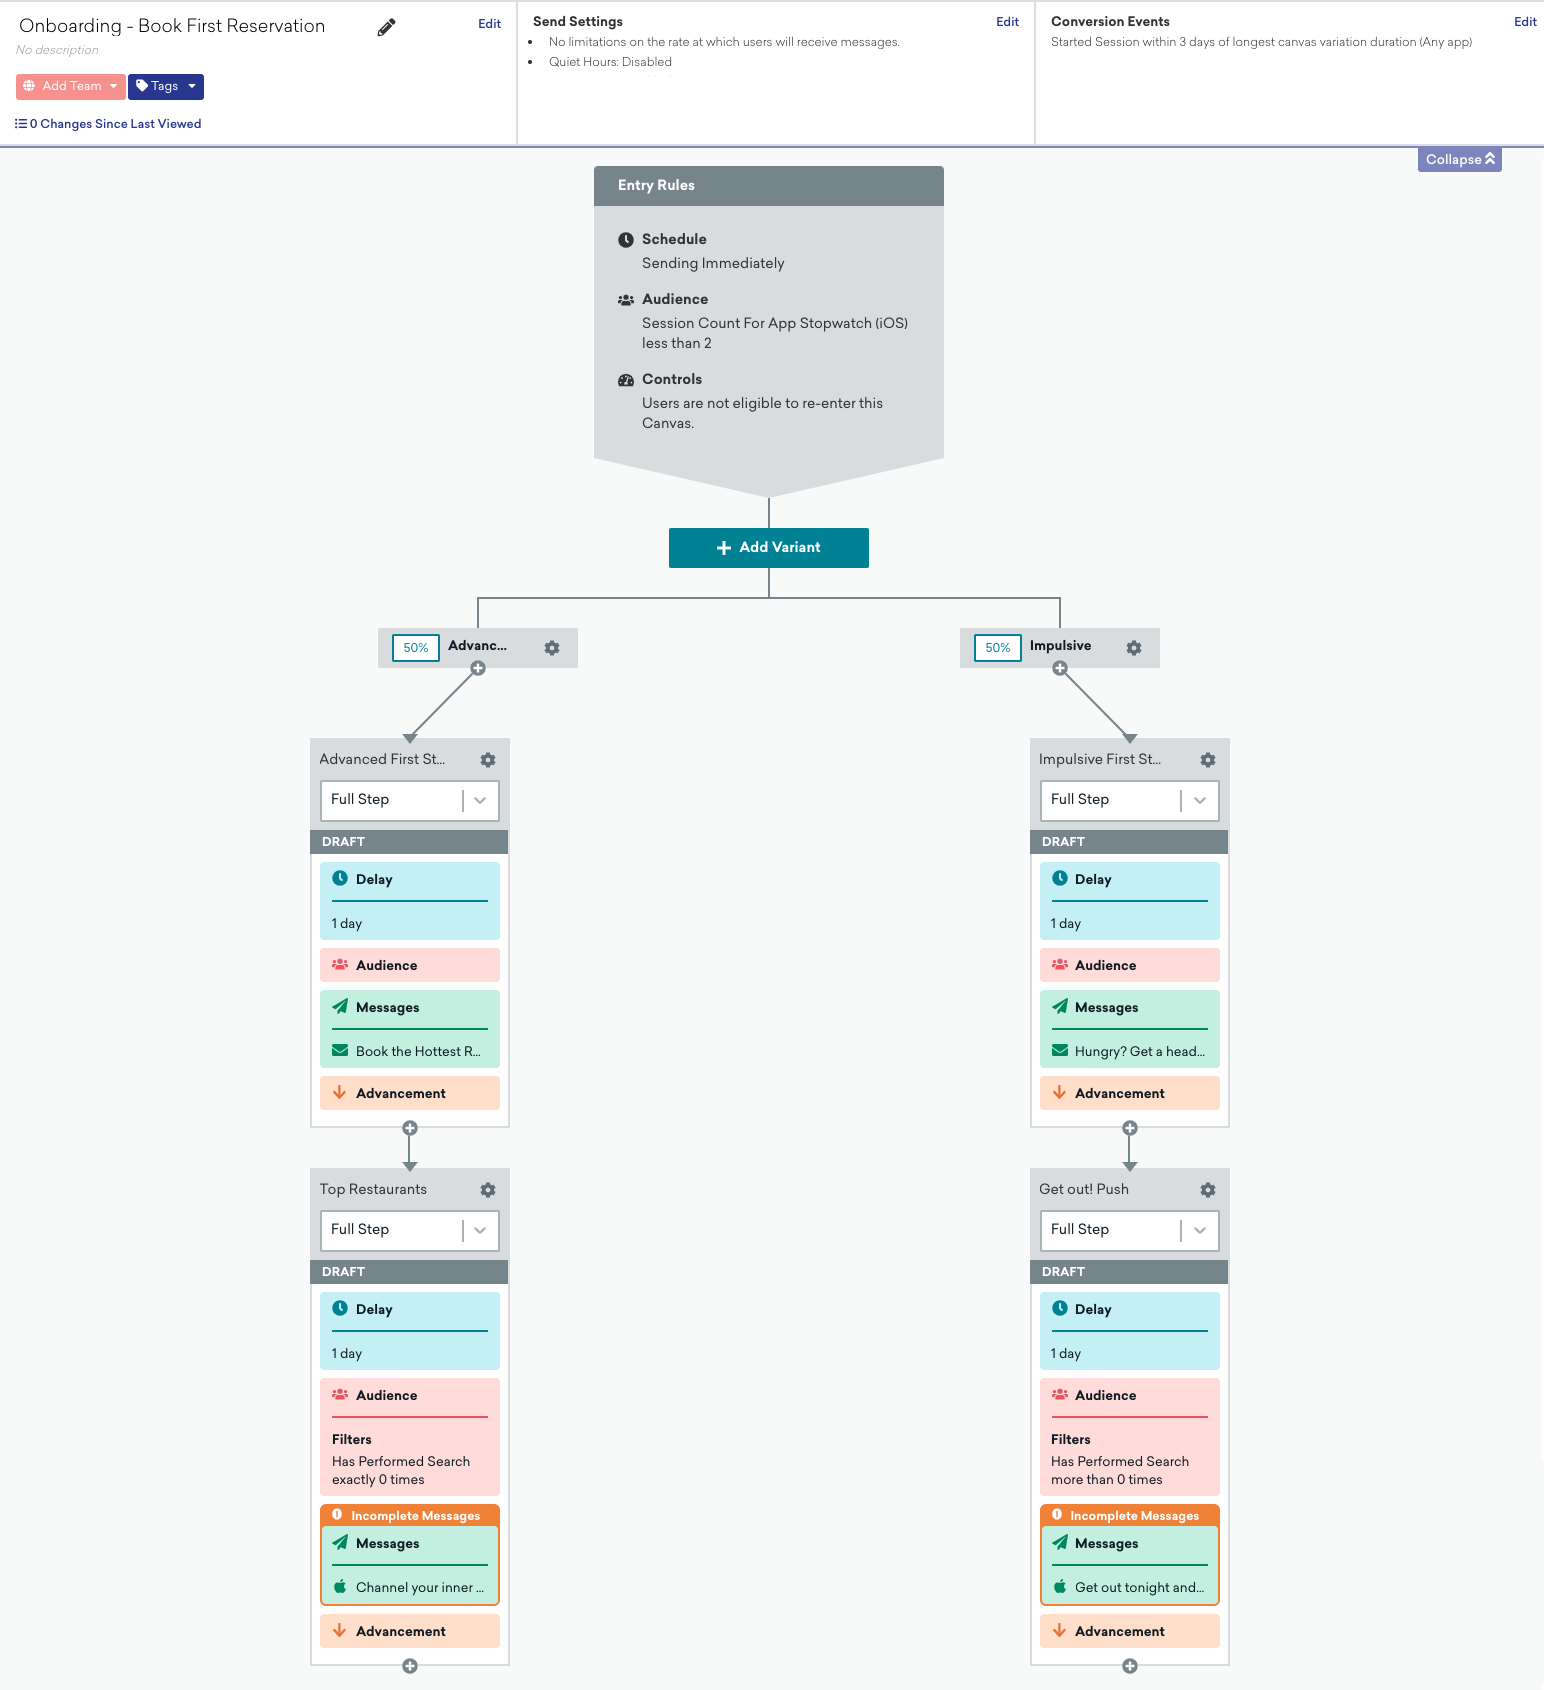 Onboarding - Book First Reservation
Edit
No description
Add Team
Tags
0 Changes Since Last Viewed
Send Settings
Edit
No limitations on the rate at which users will receive messages.
Quiet Hours: Disabled
Conversion Events
Edit
Started Session within 3 days of longest canvas variation duration (Any app)
Collapse
Entry Rules
Schedule
Sending Immediately
Audience
Session Count For App Stopwatch (iOS)
less than 2
Controls
Users are not eligible to re-enter this
Canvas.
Add Variant
50%
Advanc...
50%
Impulsive
Advanced First St...
Full Step
DRAFT
Delay
1 day
Audience
Messages
Book the Hottest R...
Advancement
Impulsive First St...
Full Step
DRAFT
Delay
1 day
Audience
Messages
Hungry? Get a head...
Advancement
Top Restaurants
Full Step
DRAFT
Delay
1 day
Audience
Filters
Has Performed Search
exactly 0 times
Incomplete Messages
Messages
Channel your inner ...
Advancement
Get out! Push
Full Step
DRAFT
Delay
1 day
Audience
Filters
Has Performed Search
more than 0 times
Incomplete Messages
Messages
Get out tonight and...
Advancement